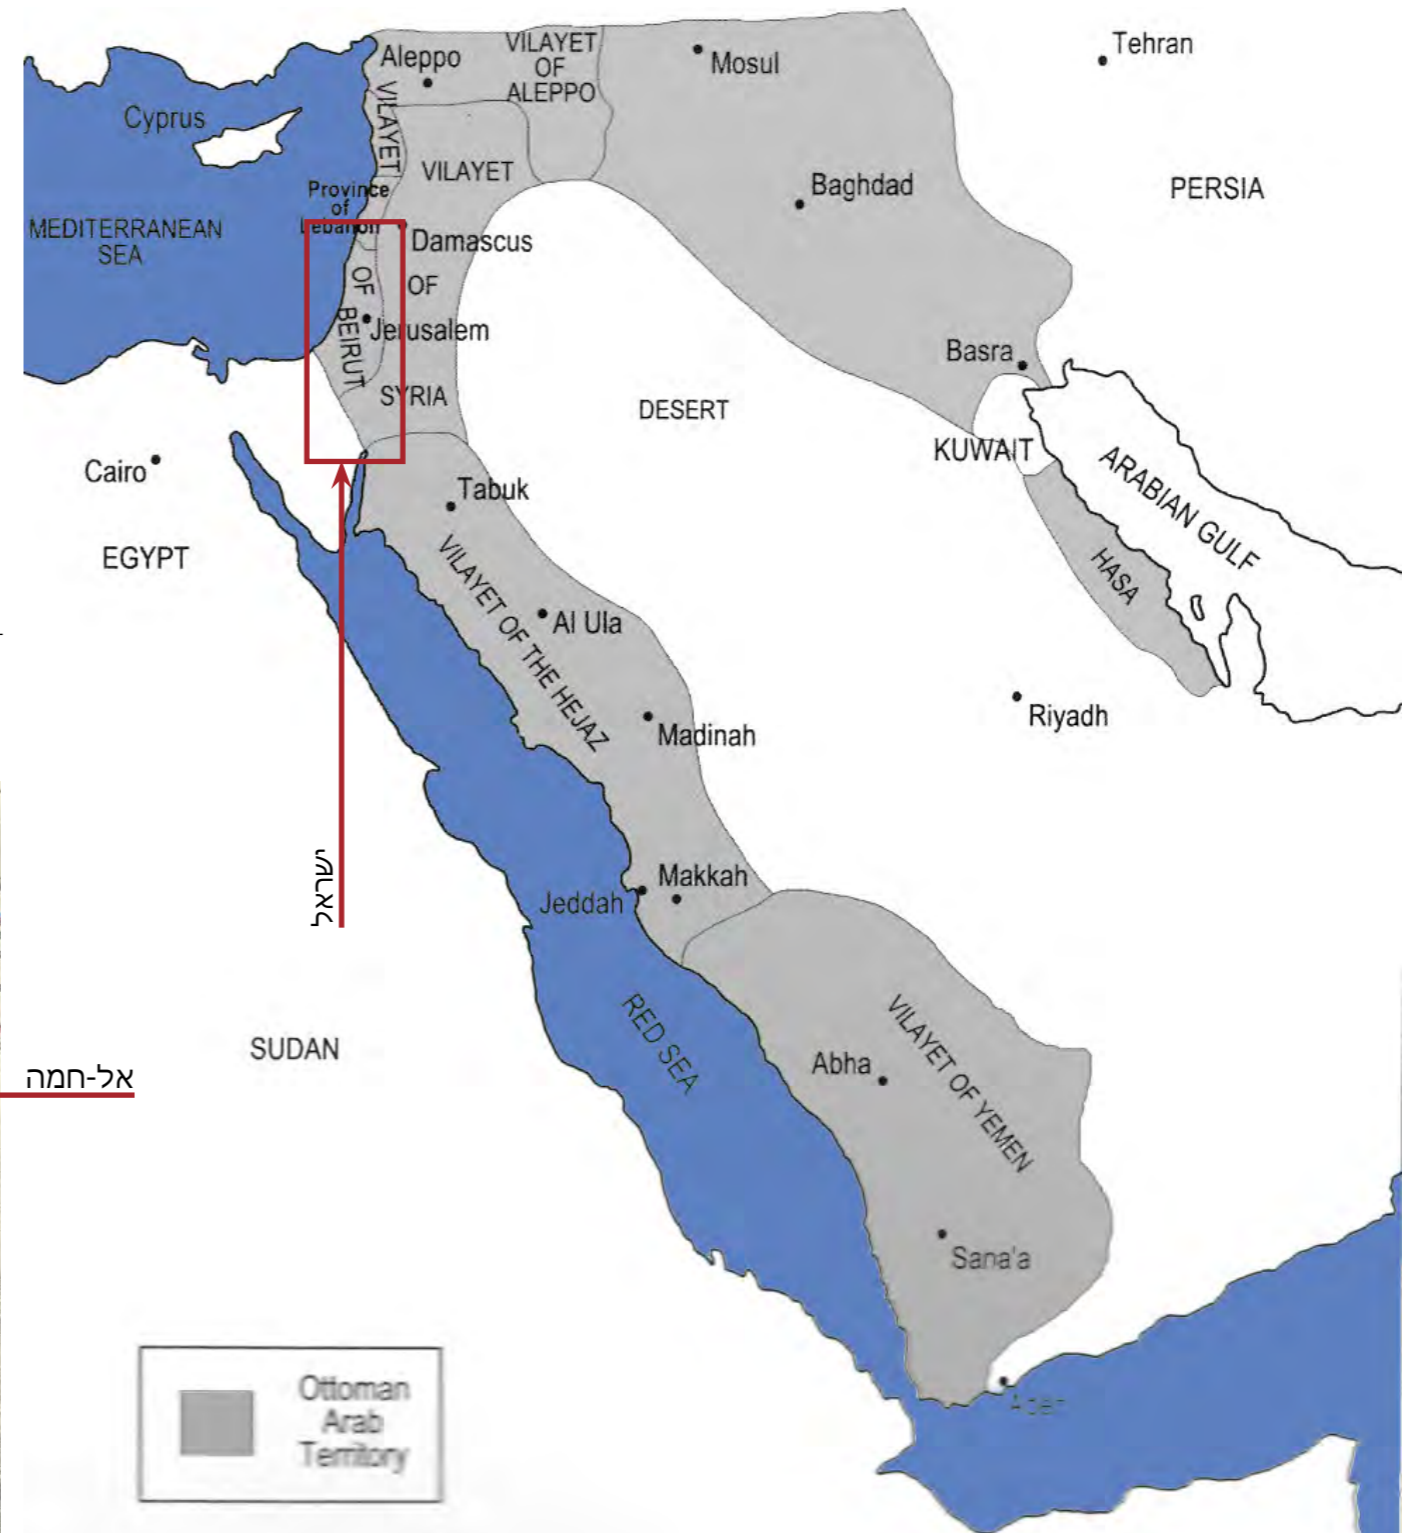 Aleppo
VILAYET
OF
ALEPPO
Mosul
Tehran
Cyprus
VILAYET
VILAYET
Baghdad
PERSIA
Province
of
Lebanon
MEDITERRANEAN
SEA
Damascus
OF
OF
BEIRUT
Jerusalem
SYRIA
DESERT
Basra
KUWAIT
ARABIAN GULF
Cairo
Tabuk
EGYPT
HASA
VILAYET OF THE HEJAZ
Al Ula
Riyadh
Madinah
ישראל
Makkah
Jeddah
RED SEA
VILAYET OF YEMEN
SUDAN
Abha
אל-חמה
Sana'a
Aden
Ottoman
Arab
Territory